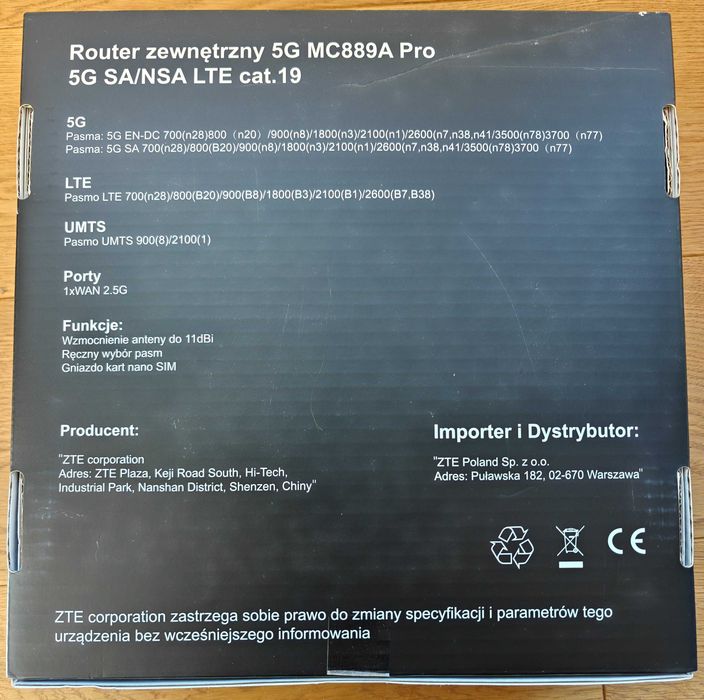 Router zewnętrzny 5G MC889A Pro
5G SA/NSA LTE cat.19
5G
Pasma: 5G EN-DC 700(n28)800（n20）/900(n8)/1800(n3)/2100(n1)/2600(n7,n38,n41/3500(n78)3700（n77)
Pasma: 5G SA 700(n28)/800(B20)/900(n8)/1800(n3)/2100(n1)/2600(n7,n38,n41/3500(n78)3700（n77)
LTE
Pasmo LTE 700(n28)/800(B20)/900(B8)/1800(B3)/2100(B1)/2600(B7,B38)
UMTS
Pasmo UMTS 900(8)/2100(1)
Porty
1xWAN 2.5G
Funkcje:
Wzmocnienie anteny do 11dBi
Ręczny wybór pasm
Gniazdo kart nano SIM
Producent:
"ZTE corporation
Adres: ZTE Plaza, Keji Road South, Hi-Tech,
Industrial Park, Nanshan District, Shenzen, Chiny"
Importer i Dystrybutor:
"ZTE Poland Sp. z o.o.
Adres: Puławska 182, 02-670 Warszawa"
CE
ZTE corporation zastrzega sobie prawo do zmiany specyfikacji i parametrów tego
urządzenia bez wcześniejszego informowania